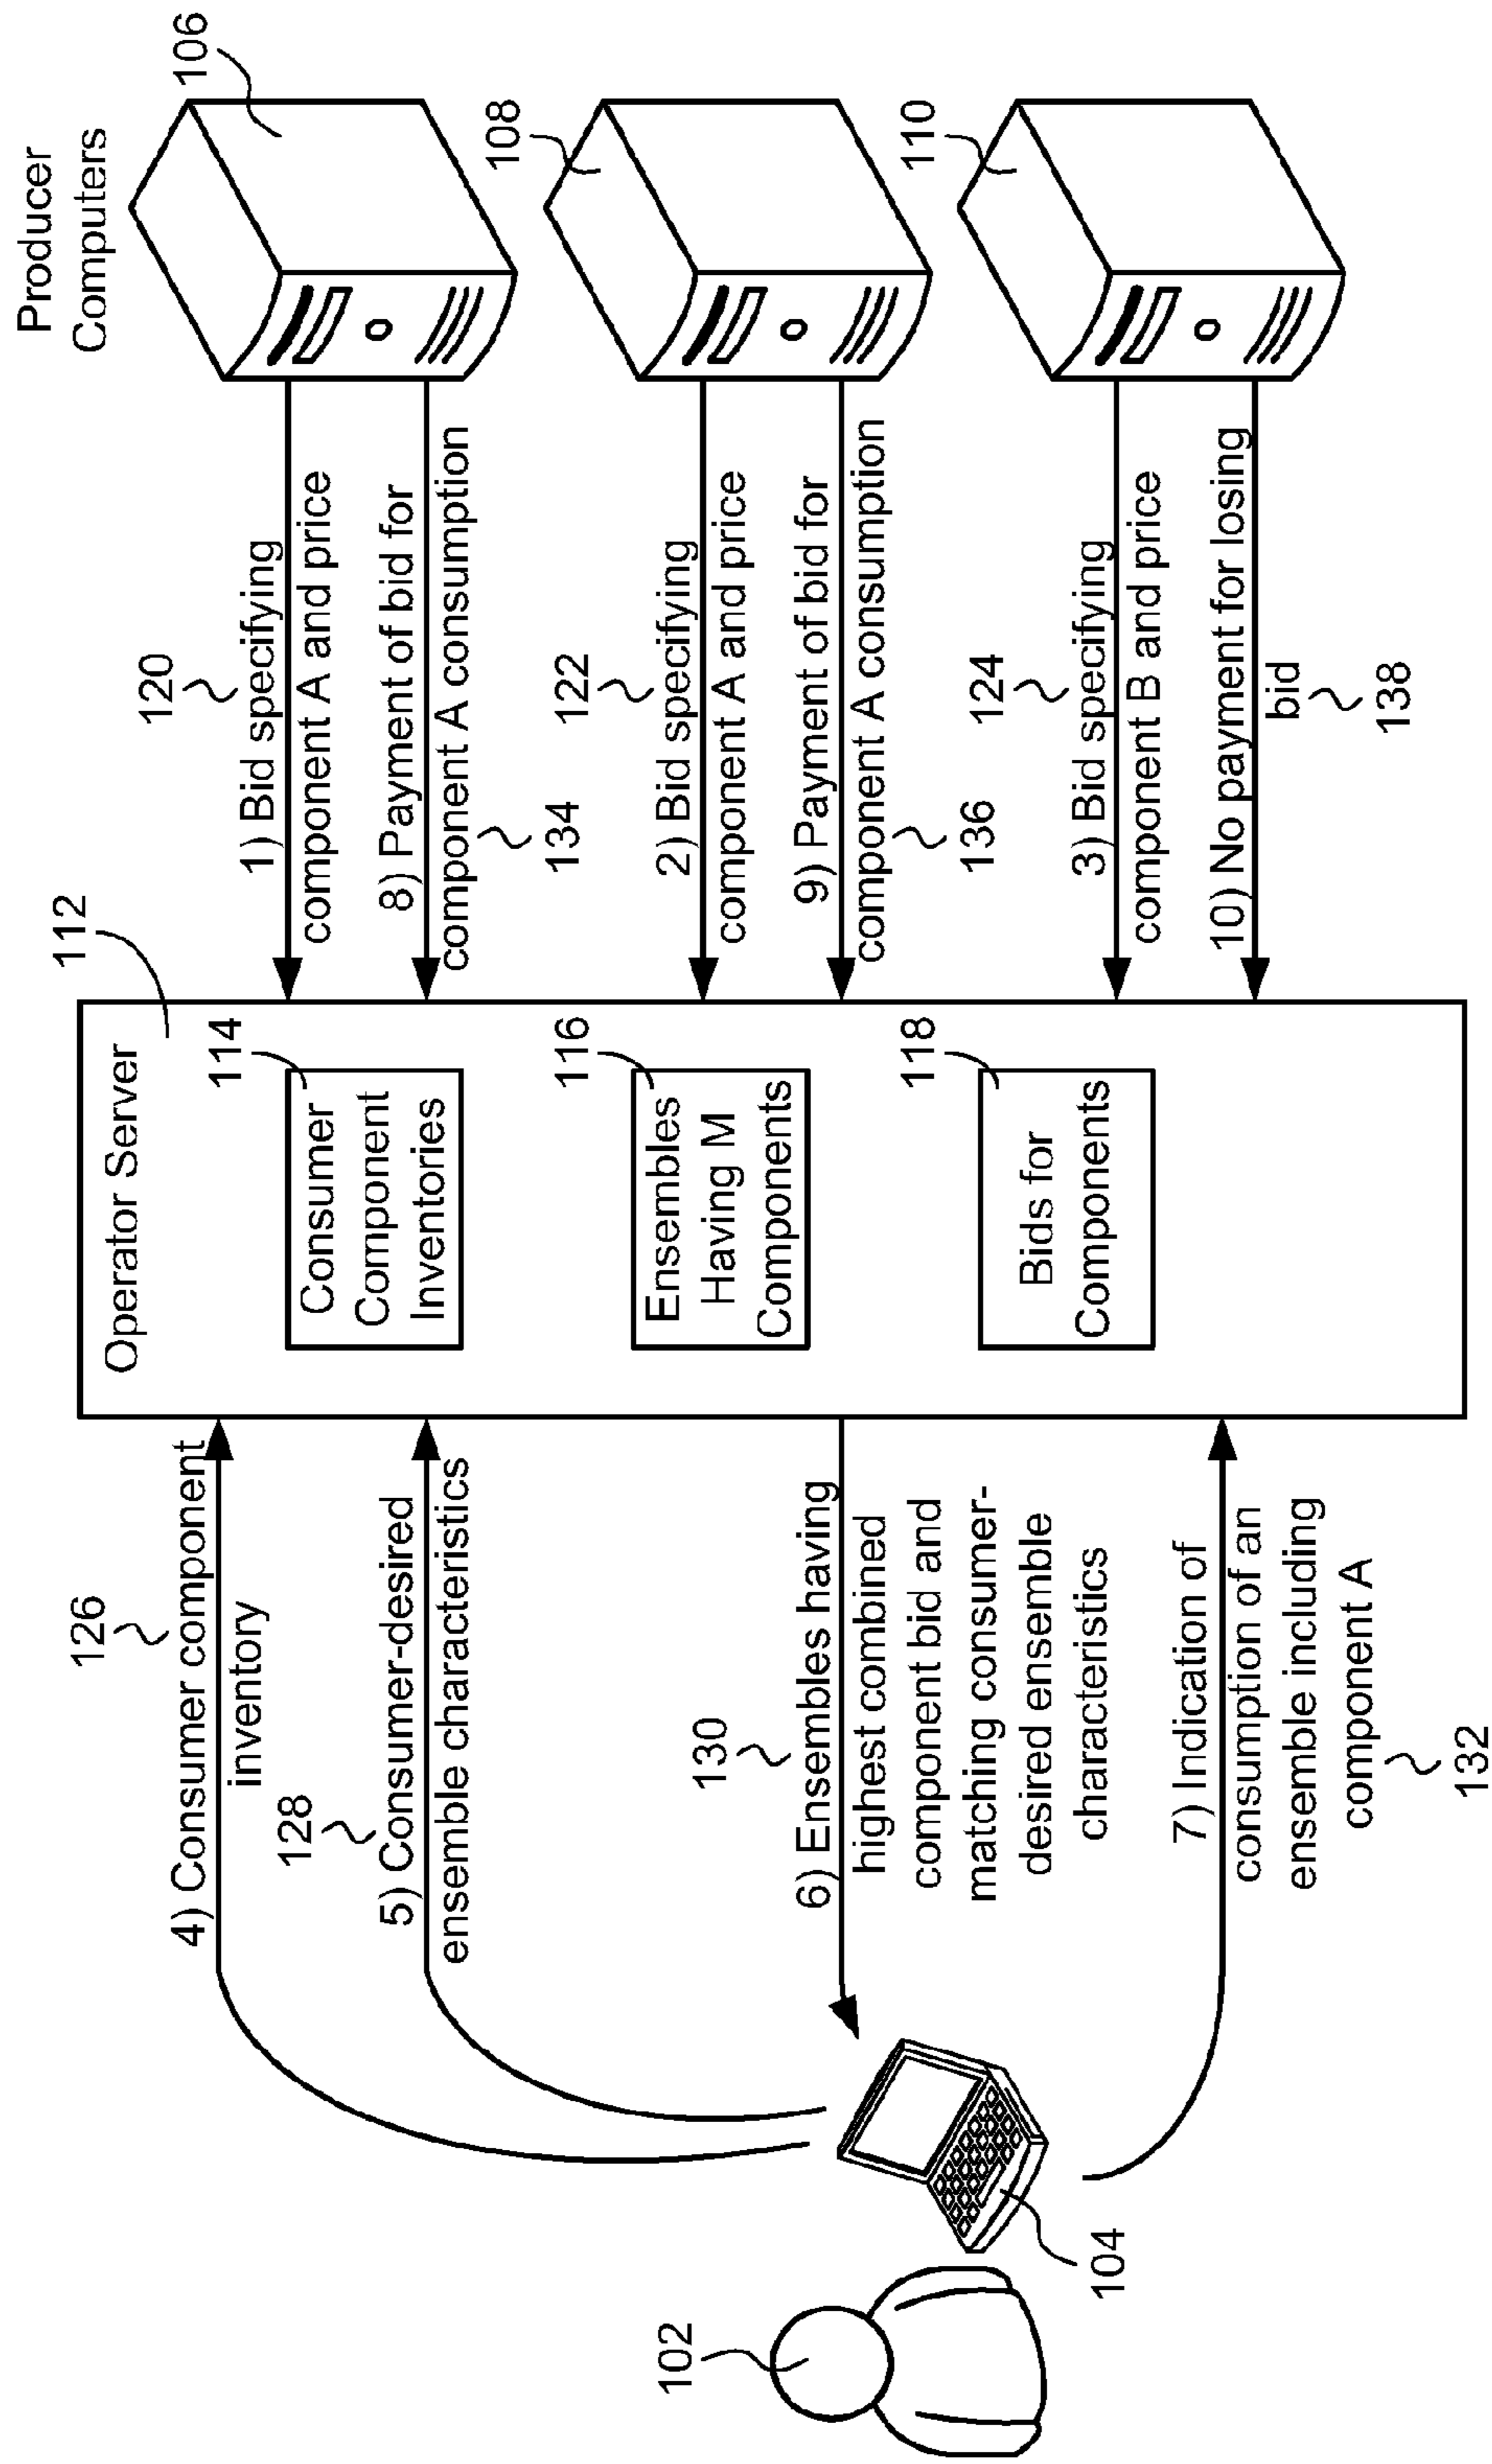 Producer
Computers
106
108
110
112
Operator Server
114
Consumer
Component
Inventories
116
Ensembles
Having M
Components
118
Bids for
Components
120
1) Bid specifying
component A and price
8) Payment of bid for
component A consumption
134
122
2) Bid specifying
component A and price
9) Payment of bid for
component A consumption
136
124
3) Bid specifying
component B and price
10) No payment for losing
bid
138
126
4) Consumer component
inventory
128
5) Consumer-desired
ensemble characteristics
130
6) Ensembles having
highest combined
component bid and
matching consumer-
desired ensemble
characteristics
7) Indication of
consumption of an
ensemble including
component A
132
102
104